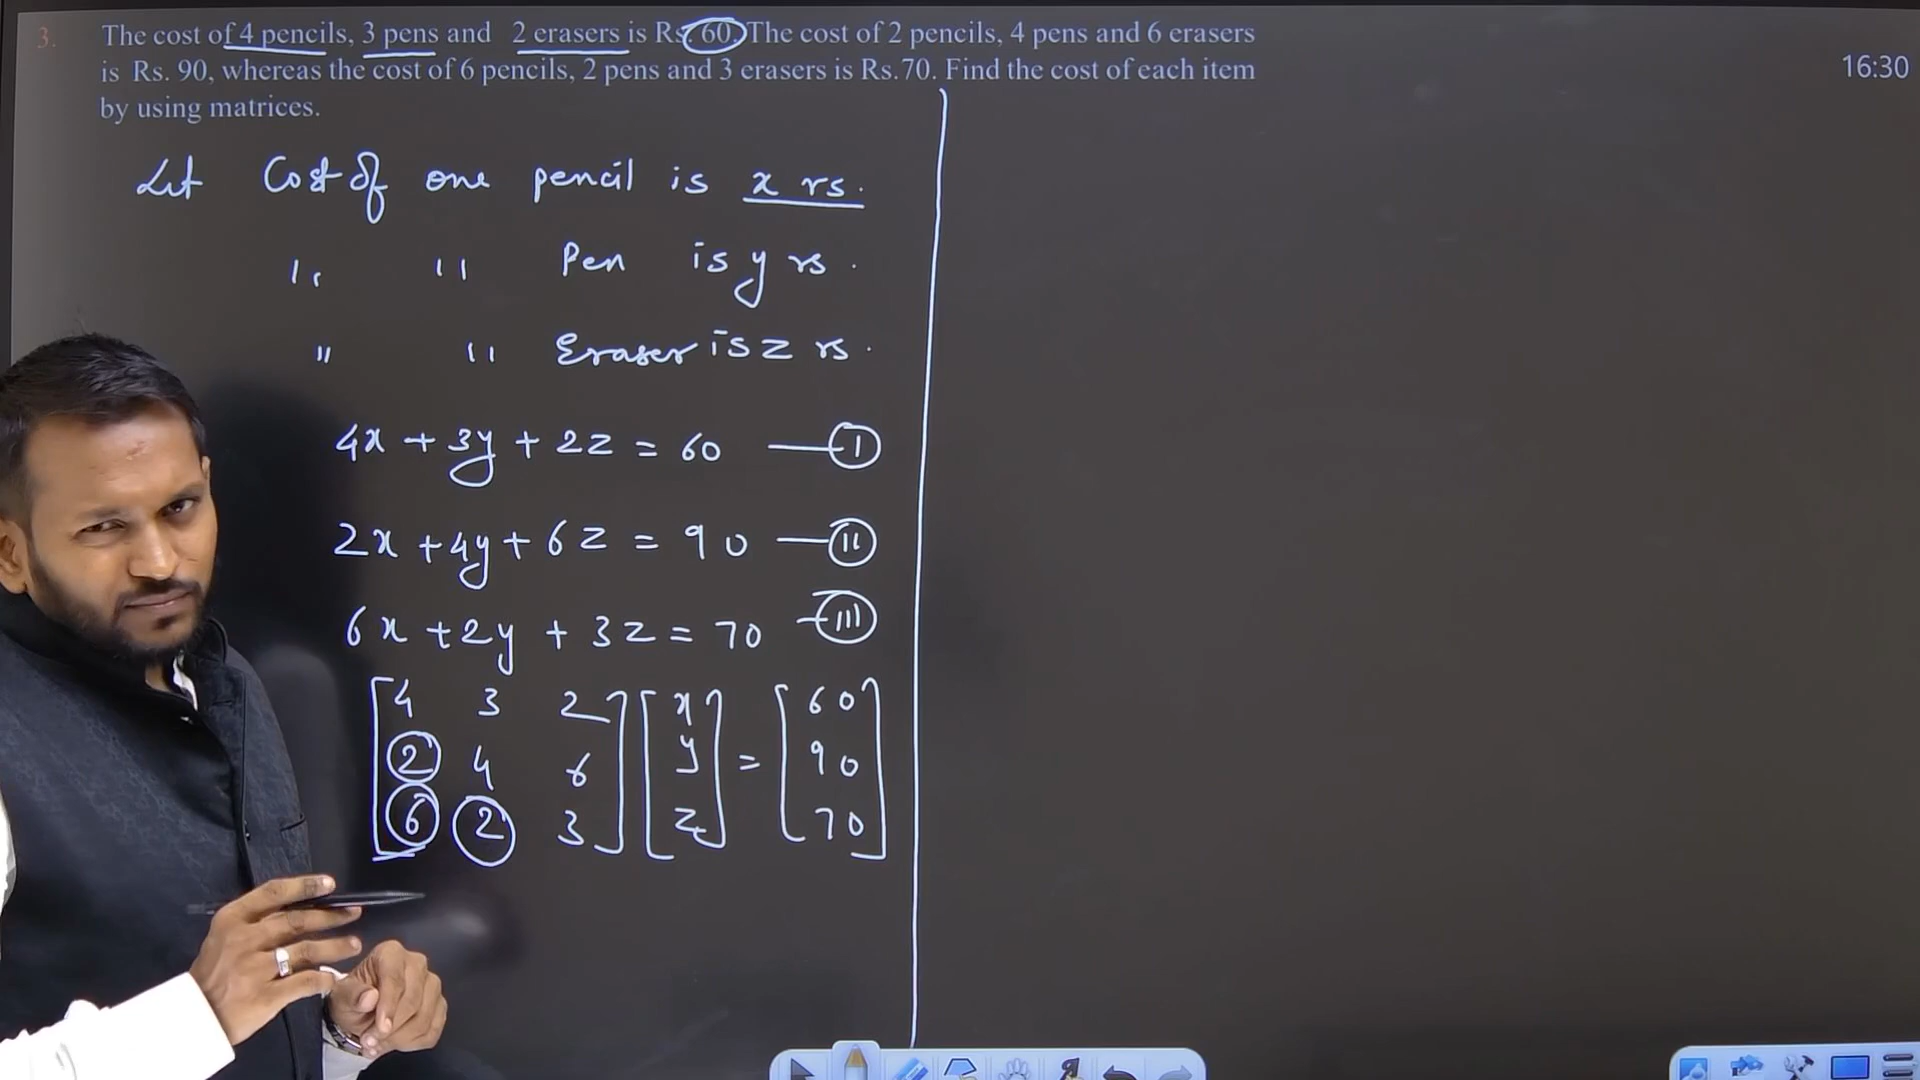 3. The cost of 4 pencils, 3 pens and 2 erasers is Rs. 60. The cost of 2 pencils, 4 pens and 6 erasers
is Rs. 90, whereas the cost of 6 pencils, 2 pens and 3 erasers is Rs.70. Find the cost of each item
by using matrices.
16:30
Let Cost of one pencil is x rs.
" " Pen is y rs.
" " Eraser is z rs.
4x + 3y + 2z = 60 — I
2x + 4y + 6z = 90 — II
6x + 2y + 3z = 70 — III
[4 3 2] [x] = [60]
[2 4 6] [y] [90]
[6 2 3] [z] [70]